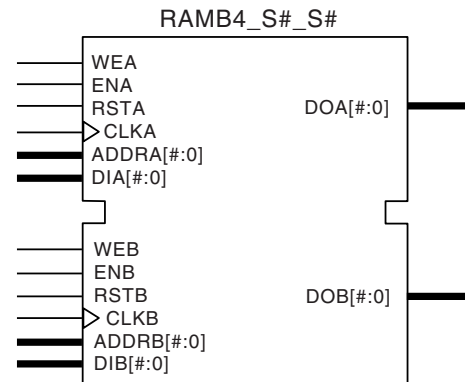 RAMB4_S#_S#
WEA
ENA
RSTA
DOA[#:0]
CLKA
ADDRA[#:0]
DIA[#:0]
WEB
ENB
RSTB
DOB[#:0]
CLKB
ADDRB[#:0]
DIB[#:0]